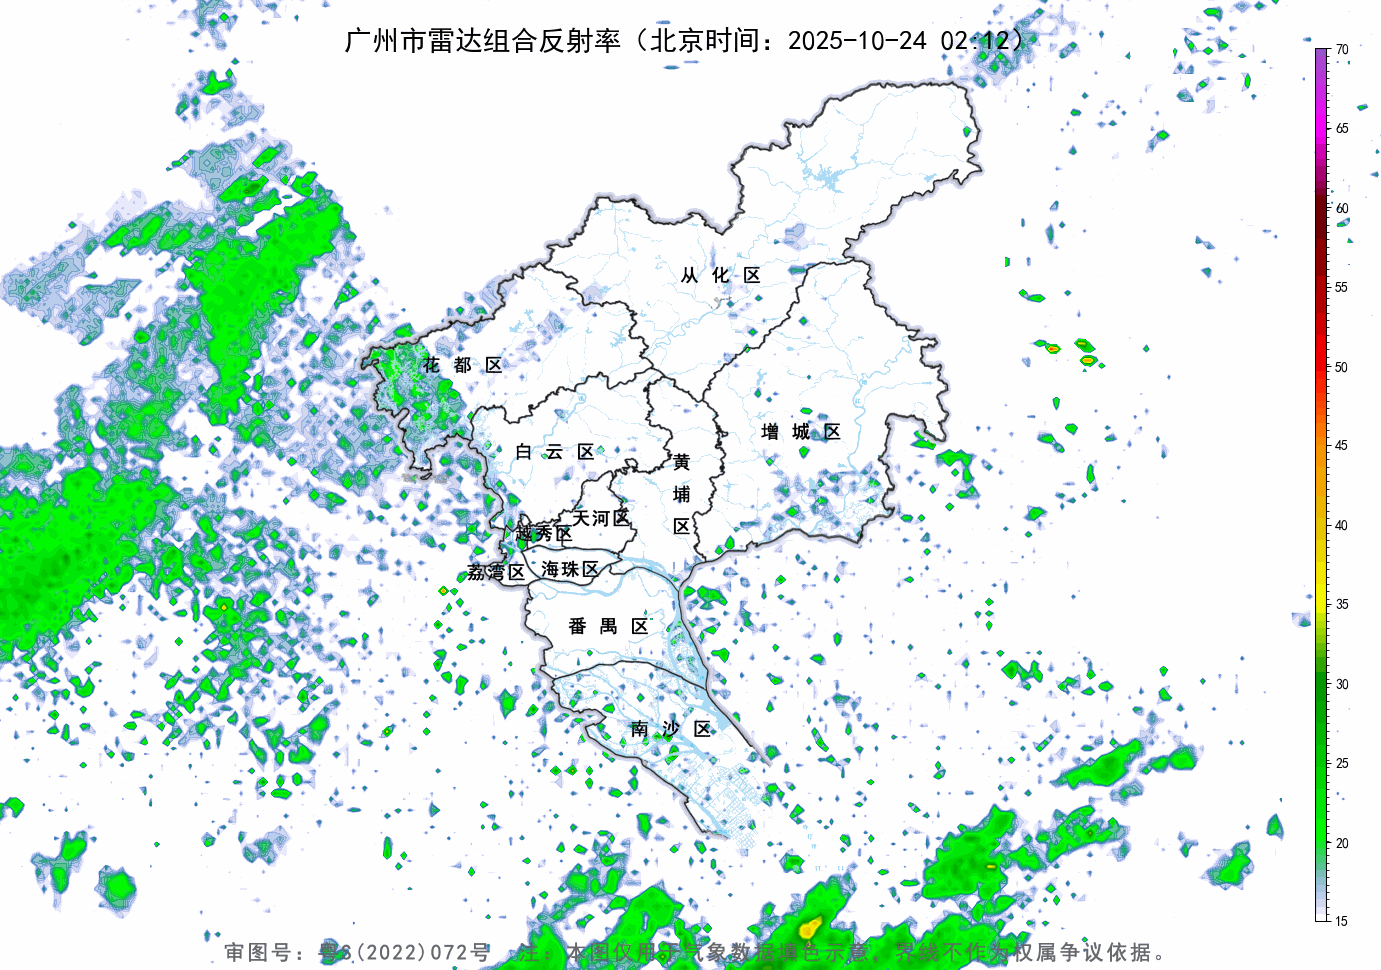 广州市雷达组合反射率（北京时间：2025-10-24 02:12）
70
65
60
55
50
45
40
35
30
25
20
15
从化区
花都区
增城区
白云区
黄埔区
天河区
越秀区
荔湾区
海珠区
番禺区
南沙区
审图号：粤S(2022)072号 注：本图仅用于气象数据填色示意，界线不作为权属争议依据。